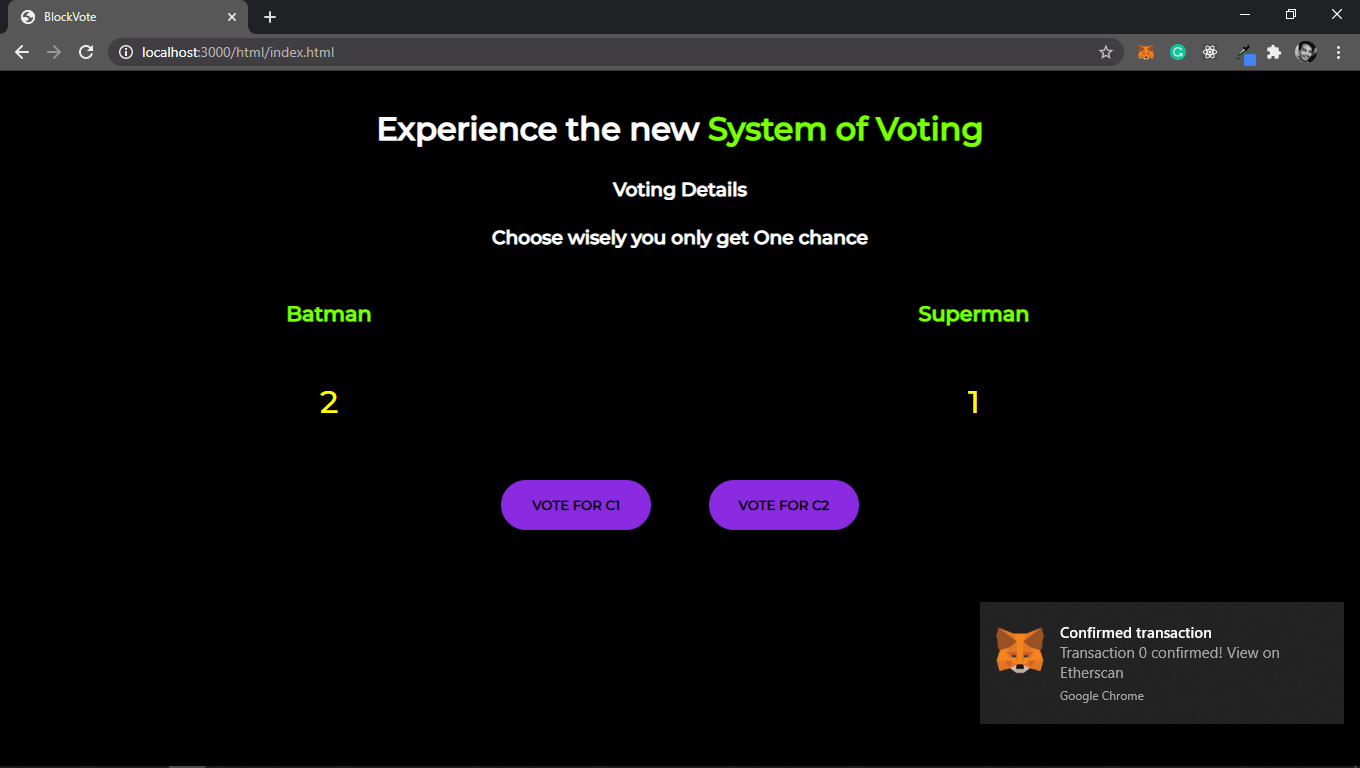 BlockVote
localhost:3000/html/index.html
Experience the new System of Voting
Voting Details
Choose wisely you only get One chance
Batman Superman
2 1
VOTE FOR C1 VOTE FOR C2
Confirmed transaction
Transaction 0 confirmed! View on
Etherscan
Google Chrome